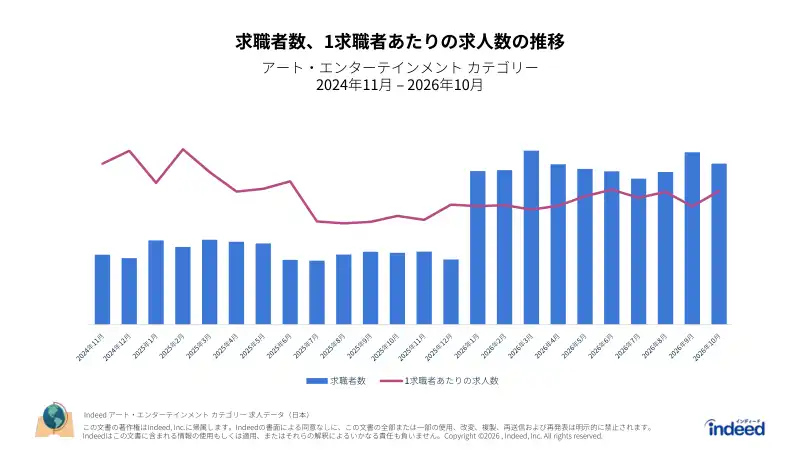 求職者数、1求職者あたりの求人数の推移
アート・エンターテインメント カテゴリー
2024年11月 – 2026年10月
2024年11月
2024年12月
2025年1月
2025年2月
2025年3月
2025年4月
2025年5月
2025年6月
2025年7月
2025年8月
2025年9月
2025年10月
2025年11月
2025年12月
2026年1月
2026年2月
2026年3月
2026年4月
2026年5月
2026年6月
2026年7月
2026年8月
2026年9月
2026年10月
求職者数
1求職者あたりの求人数
Indeed アート・エンターテインメント カテゴリー 求人データ（日本）
この文書の著作権はIndeed, Inc.に帰属します。Indeedの書面による同意なしに、この文書の全部または一部の使用、改変、複製、再送信および再発表は明示的に禁止されます。
Indeedはこの文書に含まれる情報の使用もしくは適用、またはそれらの解釈によるいかなる責任も負いません。Copyright ©2026 , Indeed, Inc. All rights reserved.
インディード
indeed